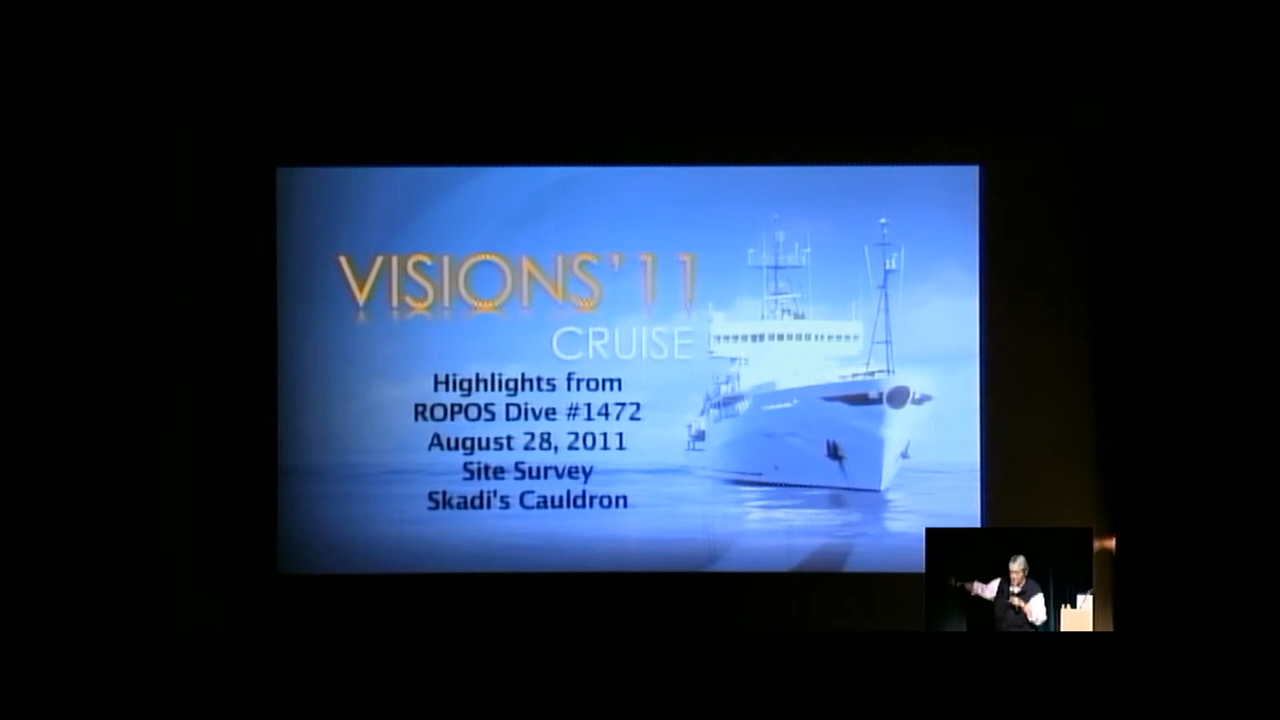 VISIONS'11
CRUISE
Highlights from
ROPOS Dive #1472
August 28, 2011
Site Survey
Skadi's Cauldron